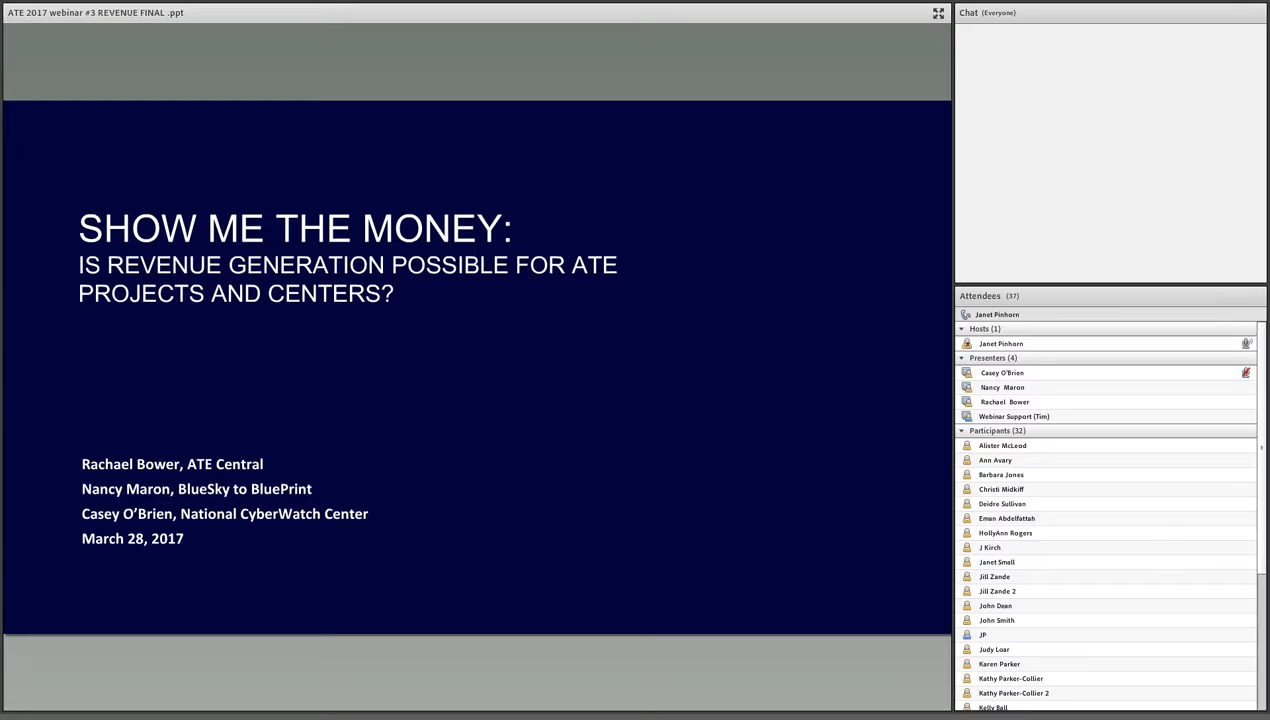 ATE 2017 webinar #3 REVENUE FINAL .ppt
SHOW ME THE MONEY:
IS REVENUE GENERATION POSSIBLE FOR ATE
PROJECTS AND CENTERS?
Rachael Bower, ATE Central
Nancy Maron, BlueSky to BluePrint
Casey O’Brien, National CyberWatch Center
March 28, 2017
Chat (Everyone)
Attendees (37)
Janet Pinhorn
Hosts (1)
Janet Pinhorn
Presenters (4)
Casey O'Brien
Nancy Maron
Rachael Bower
Webinar Support (Tim)
Participants (32)
Alister McLeod
Ann Avary
Barbara Jones
Christi Midkiff
Deidre Sullivan
Eman Abdelfattah
HollyAnn Rogers
J Kirch
Janet Small
Jill Zande
Jill Zande 2
John Dean
John Smith
JP
Judy Loar
Karen Parker
Kathy Parker-Collier
Kathy Parker-Collier 2
Kelly Ball